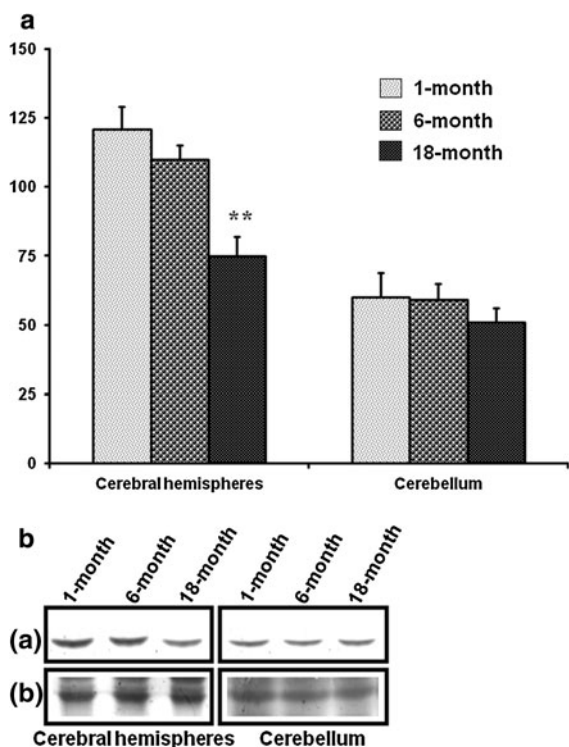 a
150
125
100
75
50
25
0
1-month
6-month
18-month
**
Cerebral hemispheres
Cerebellum
b
1-month
6-month
18-month
1-month
6-month
18-month
(a)
(b)
Cerebral hemispheres
Cerebellum